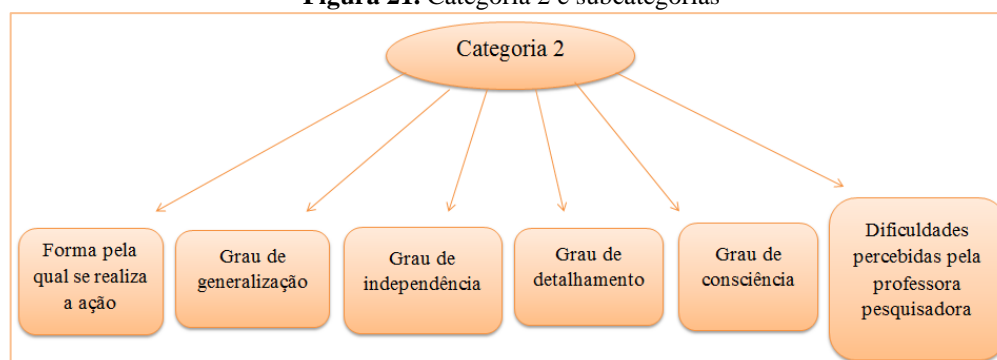 Figura 21. Categoria 2 e subcategorias
Categoria 2
Forma pela
qual se realiza
a ação
Grau de
generalização
Grau de
independência
Grau de
detalhamento
Grau de
consciência
Dificuldades
percebidas pela
professora
pesquisadora